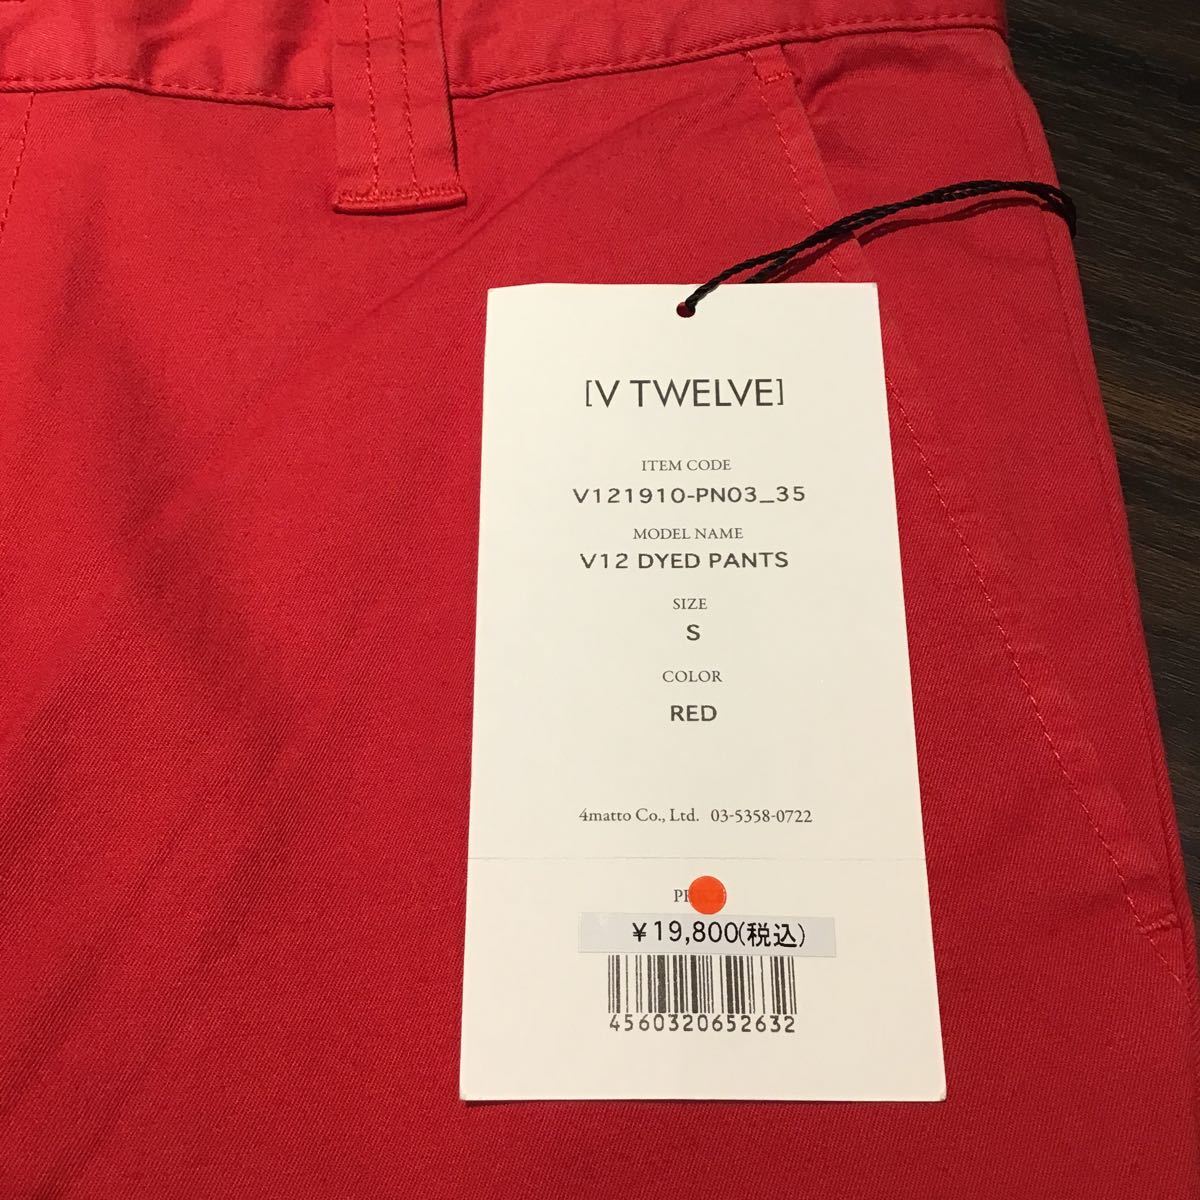 [V TWELVE]
ITEM CODE
V121910-PN03_35
MODEL NAME
V12 DYED PANTS
SIZE
S
COLOR
RED
4matto Co., Ltd. 03-5358-0722
¥19,800(税込)
4560320652632